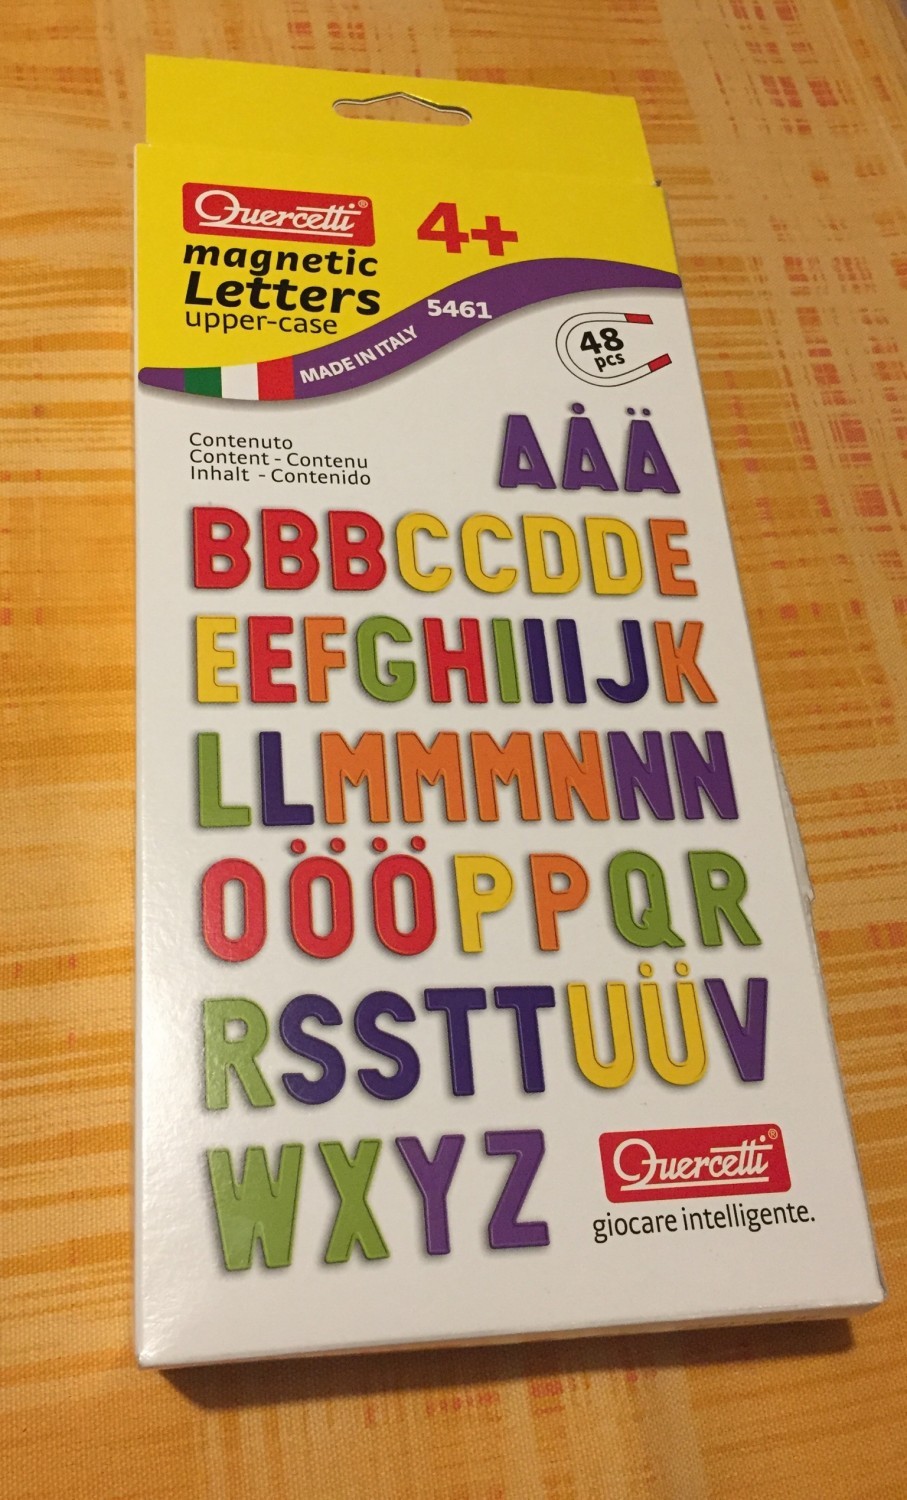 Quercetti®
4+
magnetic
Letters
upper-case
MADE IN ITALY 5461
48
pcs
Contenuto
Content - Contenu
Inhalt - Contenido
AȦÄ
BBBCCDDE
EEFGHIIIJK
LLMMMNNN
OÖÖPPQR
RSSTTUÜV
WXYZ
Quercetti®
giocare intelligente.